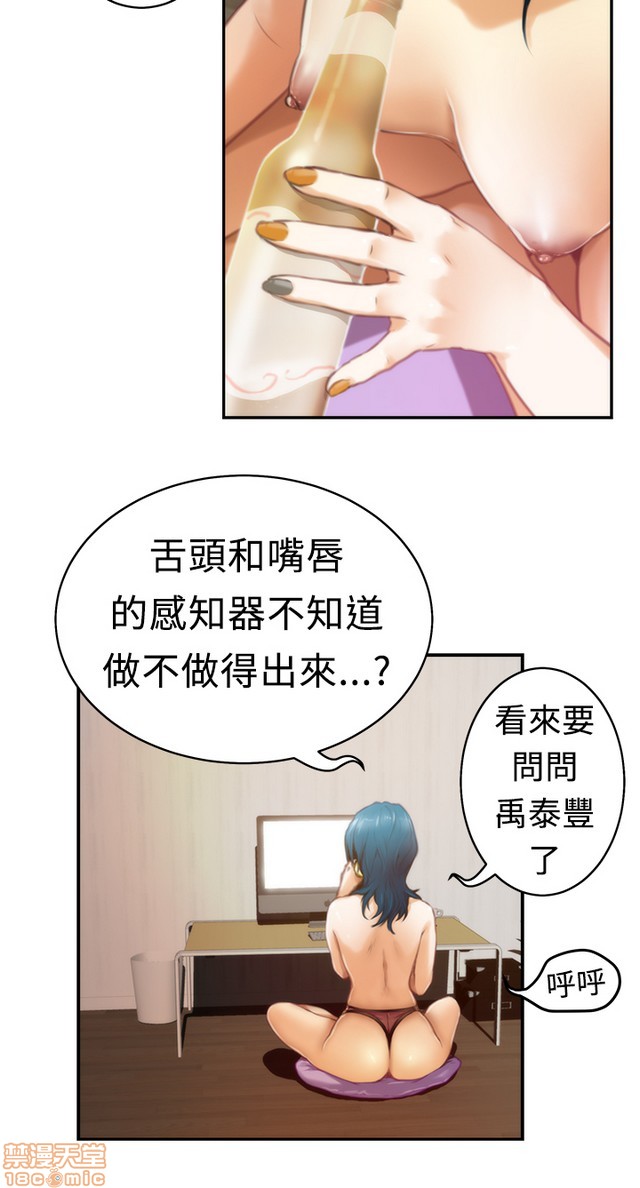 舌頭和嘴唇
的感知器不知道
做不做得出來...?
看來要
問問
禹泰豐
了
呼呼
禁漫天堂
18comic